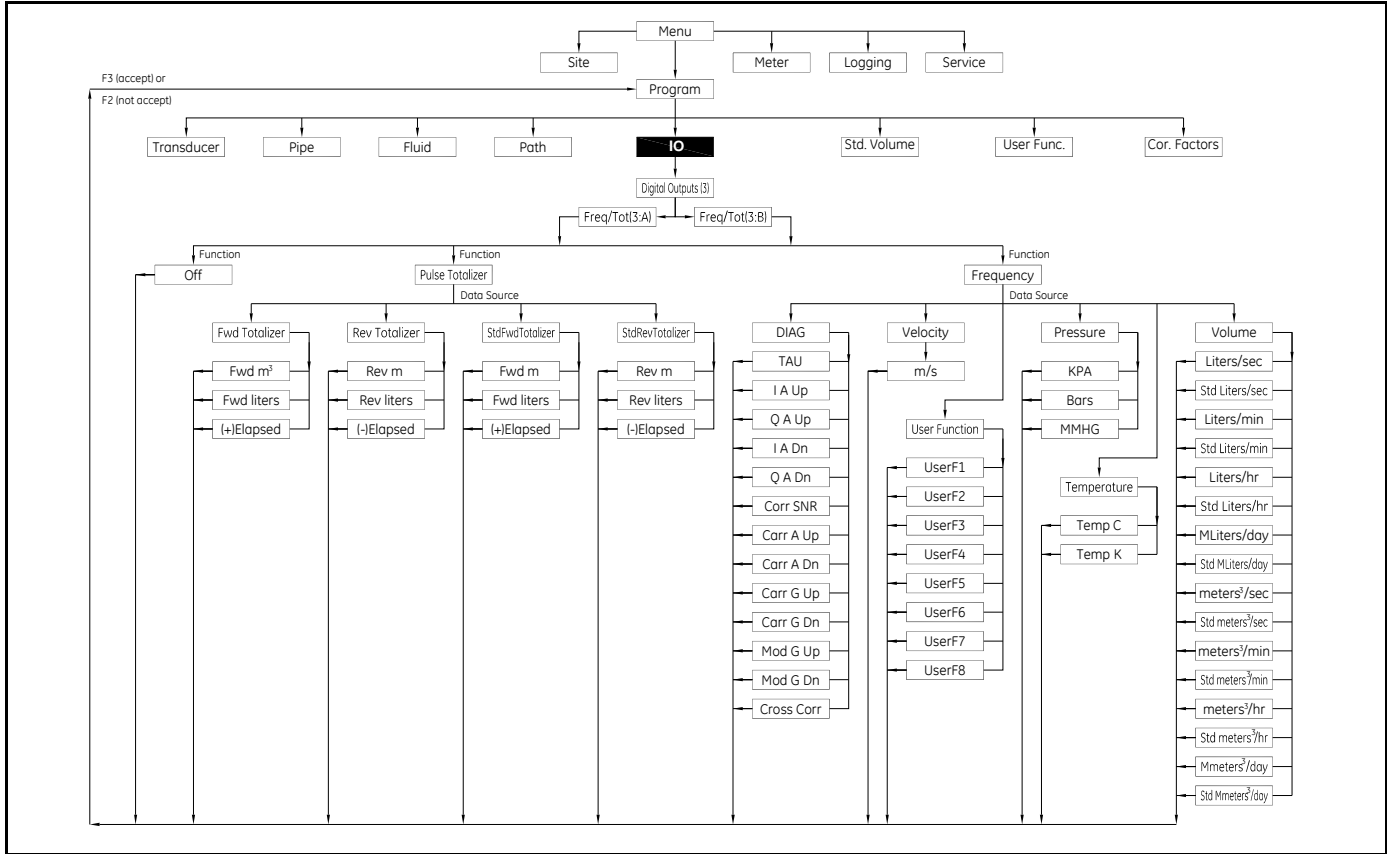 Menu
Site
Meter
Logging
Service
F3 (accept) or
F2 (not accept)
Program
Transducer
Pipe
Fluid
Path
IO
Std. Volume
User Func.
Cor. Factors
Digital Outputs (3)
Freq/Tot(3:A)
Freq/Tot(3:B)
Function
Function
Function
Off
Pulse Totalizer
Frequency
Data Source
Data Source
Fwd Totalizer
Fwd m³
Fwd liters
(+)Elapsed
Rev Totalizer
Rev m
Rev liters
(-)Elapsed
StdFwdTotalizer
Fwd m
Fwd liters
(+)Elapsed
StdRevTotalizer
Rev m
Rev liters
(-)Elapsed
DIAG
TAU
I A Up
Q A Up
I A Dn
Q A Dn
Corr SNR
Carr A Up
Carr A Dn
Carr G Up
Carr G Dn
Mod G Up
Mod G Dn
Cross Corr
Velocity
m/s
User Function
UserF1
UserF2
UserF3
UserF4
UserF5
UserF6
UserF7
UserF8
Pressure
KPA
Bars
MMHG
Temperature
Temp C
Temp K
Volume
Liters/sec
Std Liters/sec
Liters/min
Std Liters/min
Liters/hr
Std Liters/hr
MLiters/day
Std MLiters/day
meters³/sec
Std meters³/sec
meters³/min
Std meters³/min
meters³/hr
Std meters³/hr
Mmeters³/day
Std Mmeters³/day